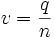 v = q/n